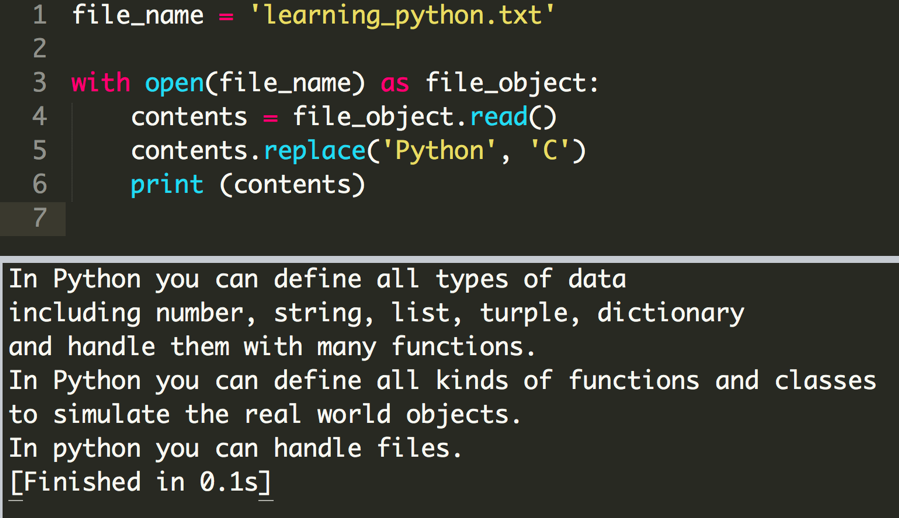 1 file_name = 'learning_python.txt'
2
3 with open(file_name) as file_object:
4     contents = file_object.read()
5     contents.replace('Python', 'C')
6     print (contents)
7
In Python you can define all types of data
including number, string, list, turple, dictionary
and handle them with many functions.
In Python you can define all kinds of functions and classes
to simulate the real world objects.
In python you can handle files.
[Finished in 0.1s]